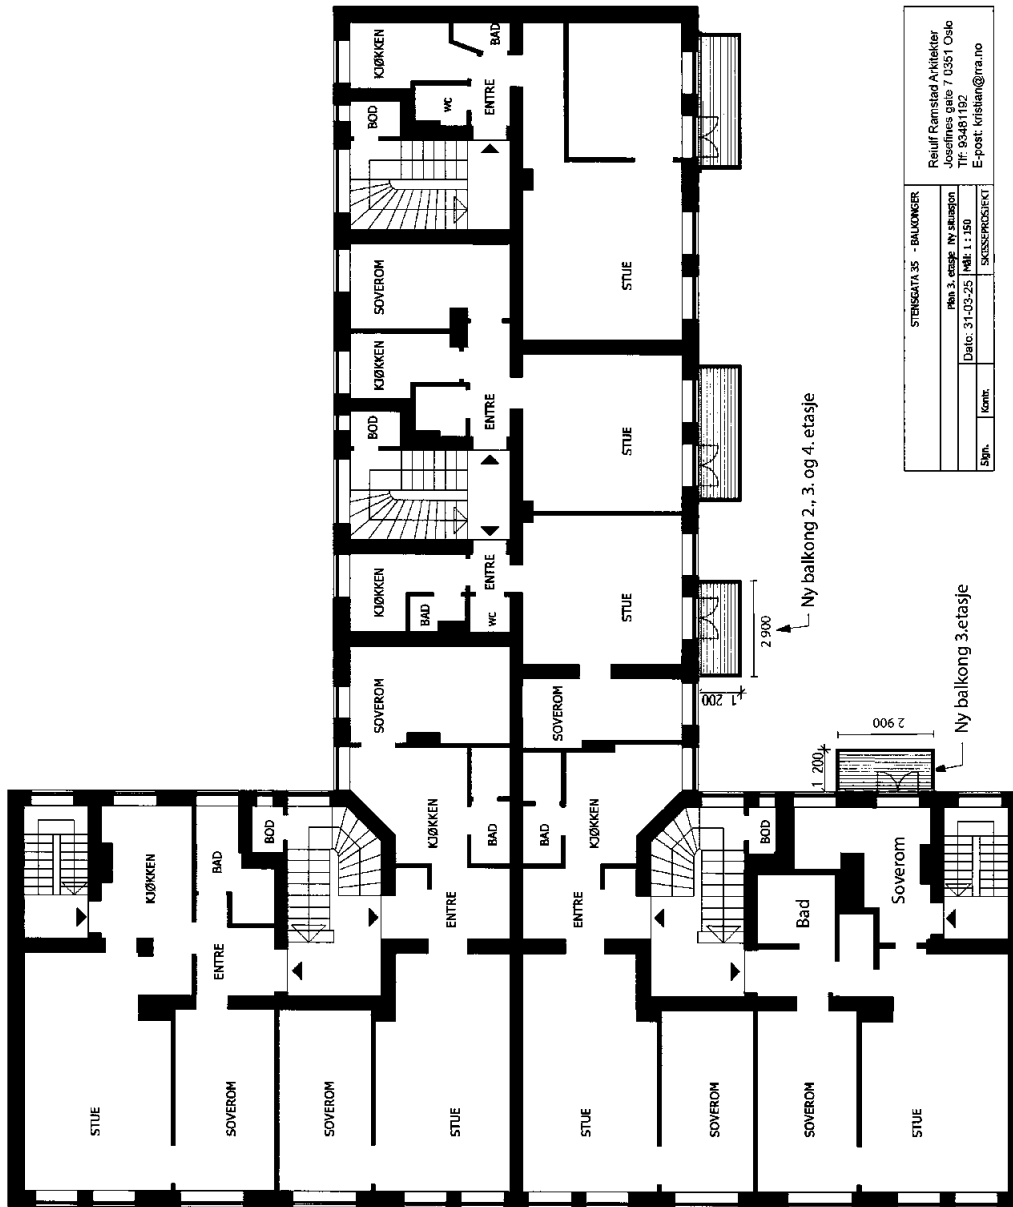 KJØKKEN
BAD
BOD
WC
ENTRE
SOVEROM
STUE
KJØKKEN
BOD
ENTRE
STUE
KJØKKEN
BAD
WC
ENTRE
STUE
SOVEROM
SOVEROM
KJØKKEN
BAD
BAD
KJØKKEN
ENTRE
ENTRE
KJØKKEN
BAD
BOD
ENTRE
BOD
Bad
Soverom
STUE
SOVEROM
SOVEROM
STUE
STUE
SOVEROM
SOVEROM
STUE
2 900
1 200
Ny balkong 2., 3. og 4. etasje
2 900
1 200
Ny balkong 3.etasje
STENSGATA 35 - BALKONGER
Plan 3. etasje Ny situasjon
Dato: 31-03-25 Mål: 1 : 150
Sign. Kontr. SKISSEPROSJEKT
Reiulf Ramstad Arkitekter
Josefines gate 7 0351 Oslo
Tlf: 93481192
E-post: kristian@rra.no